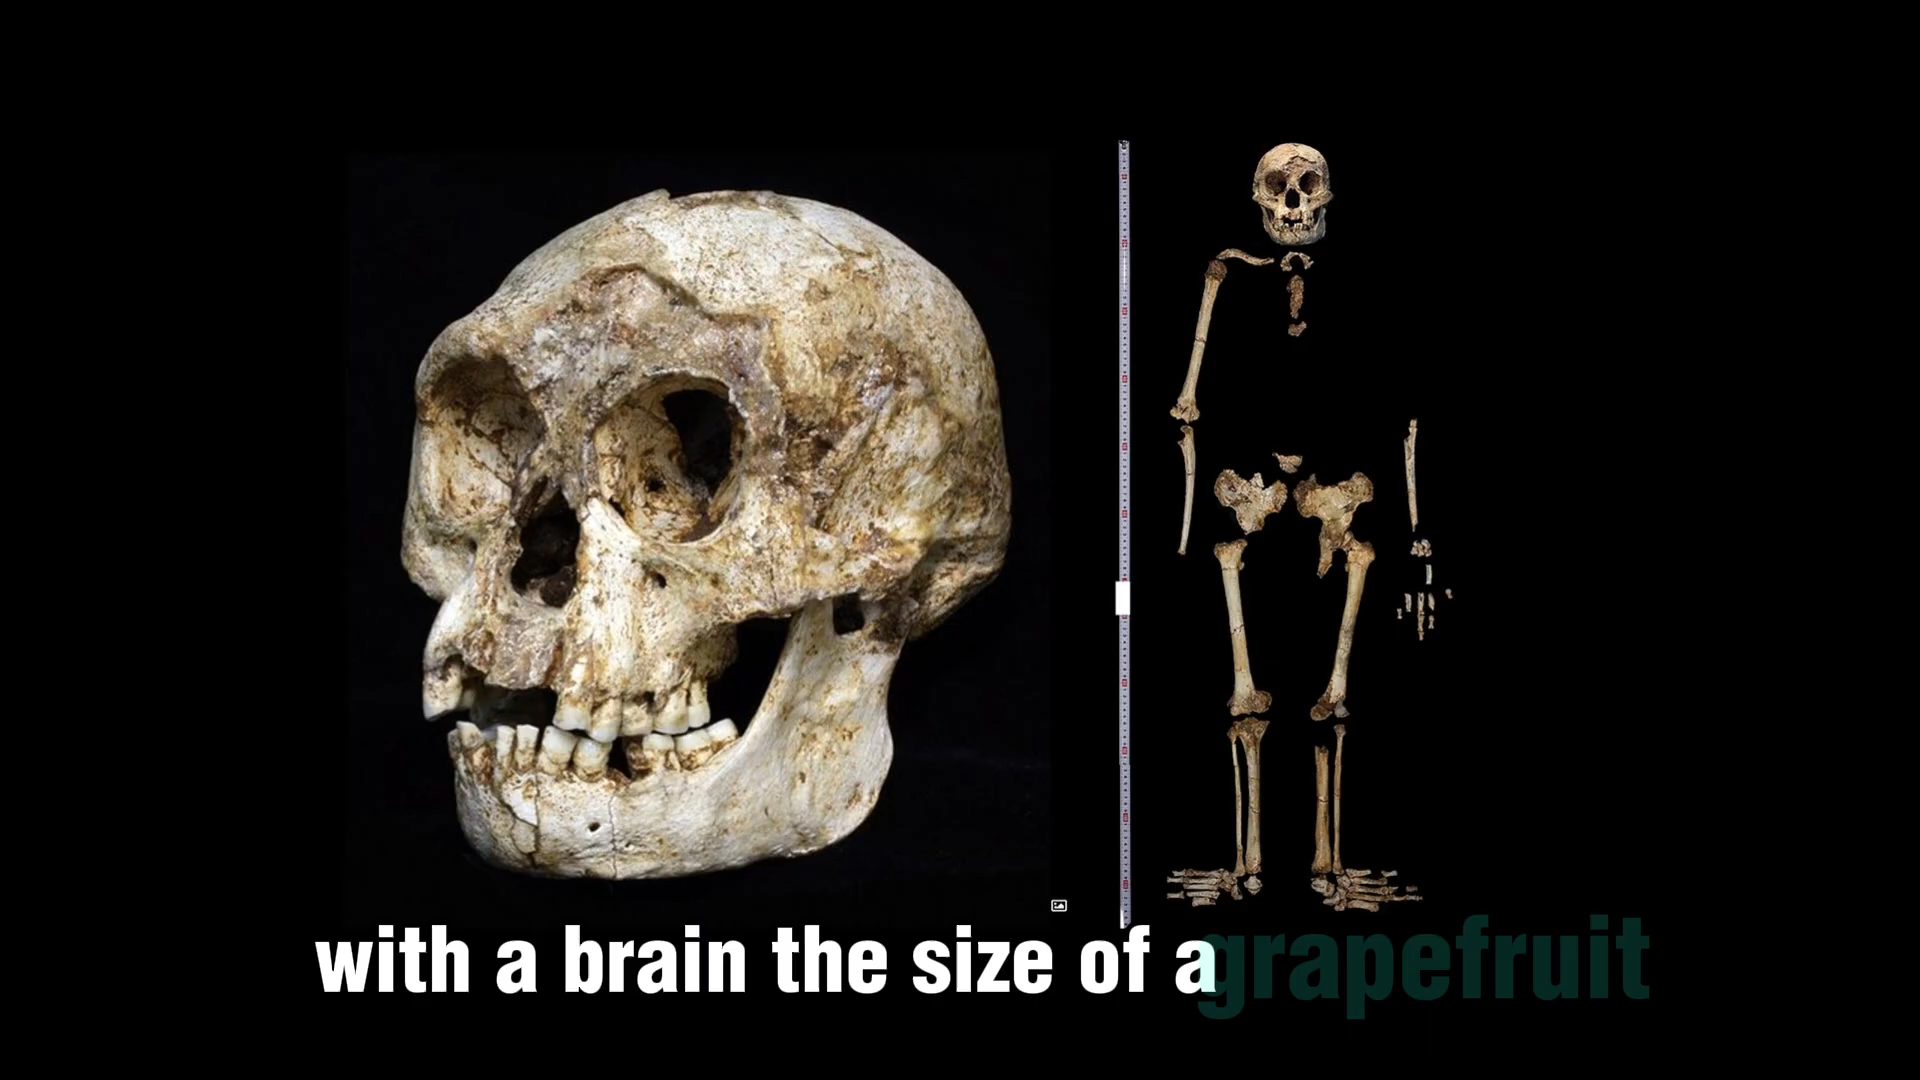 with a brain the size of a grapefruit